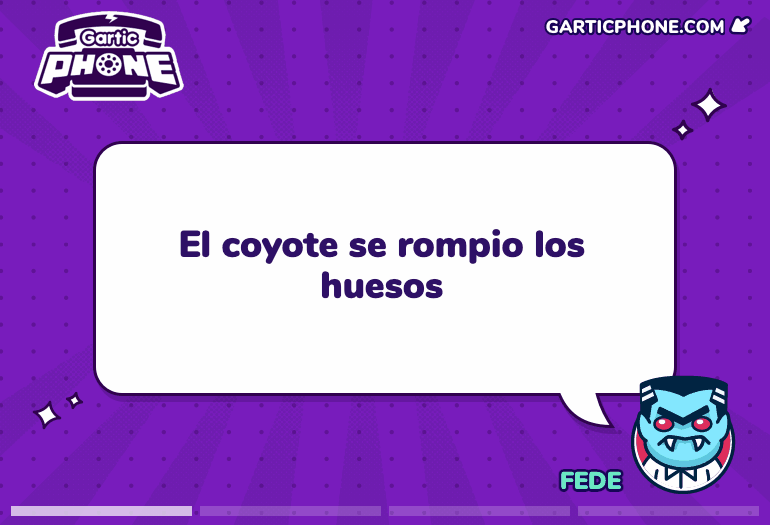 Gartic
PHONE
GARTICPHONE.COM
El coyote se rompio los
huesos
FEDE